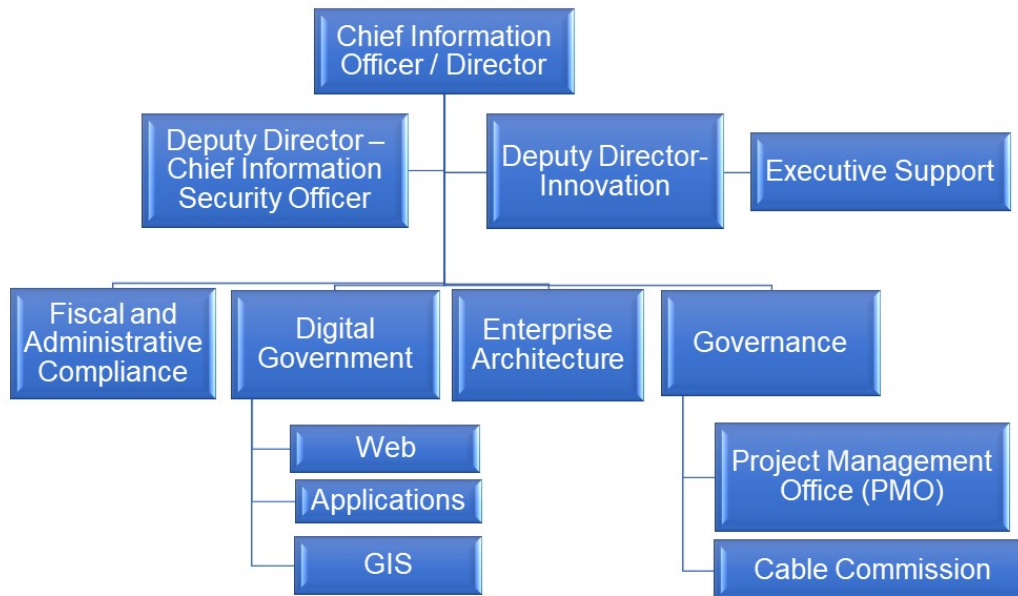 Chief Information
Officer / Director
Deputy Director –
Chief Information
Security Officer
Deputy Director-
Innovation
Executive Support
Fiscal and
Administrative
Compliance
Digital
Government
Enterprise
Architecture
Governance
Web
Applications
GIS
Project Management
Office (PMO)
Cable Commission